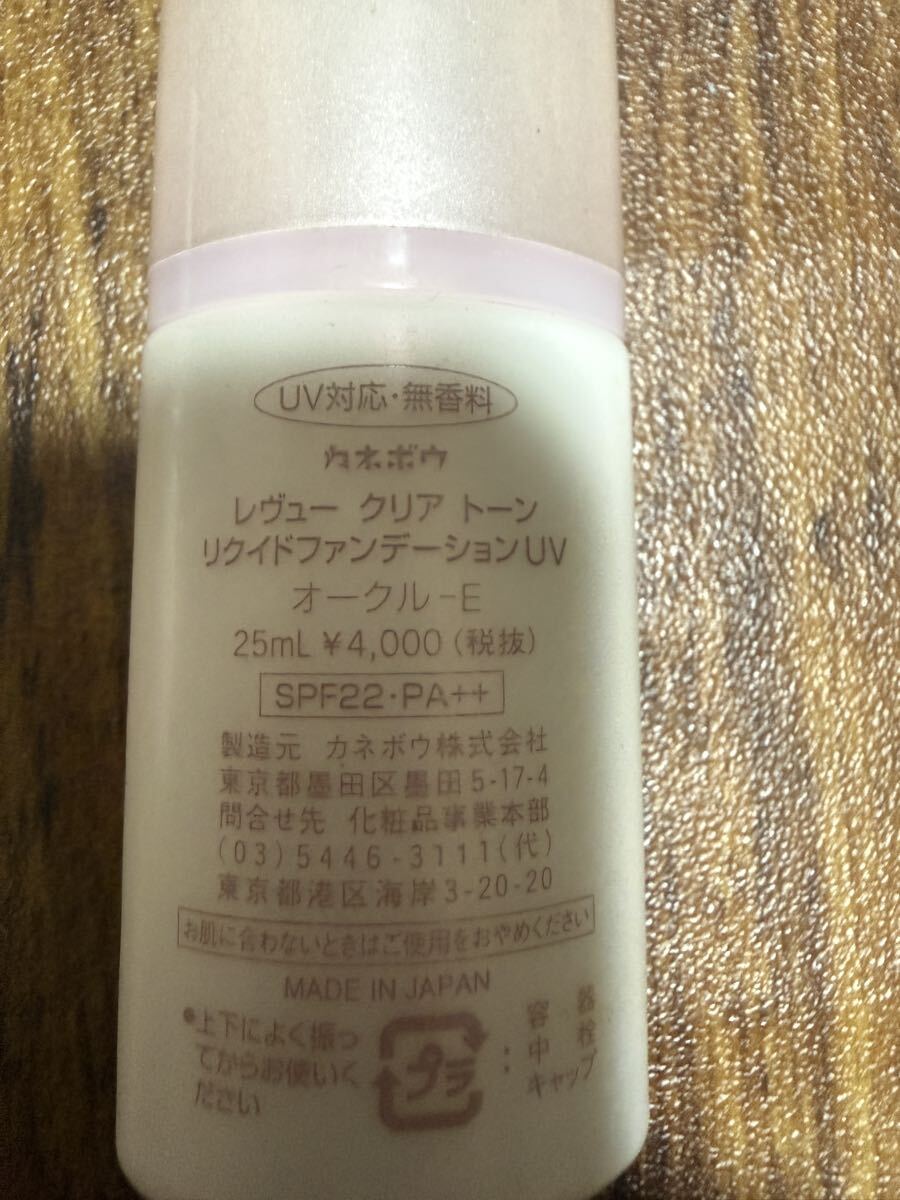 UV対応・無香料
カネボウ
レヴュー クリア トーン
リクイドファンデーションUV
オークル-E
25mL ¥4,000（税抜）
SPF22・PA++
製造元 カネボウ株式会社
東京都墨田区墨田5-17-4
問合せ先 化粧品事業本部
(03)5446-3111(代)
東京都港区海岸3-20-20
お肌に合わないときはご使用をおやめください
MADE IN JAPAN
●上下によく振っ
てからお使いく
ださい
プラ
：
容器
中栓
キャップ